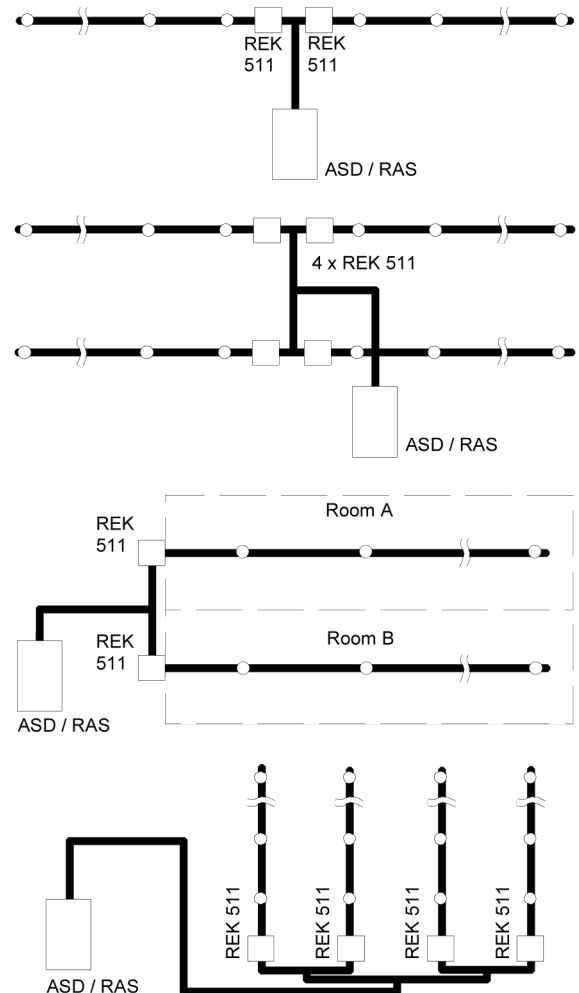 REK
511
REK
511
ASD / RAS
4 x REK 511
ASD / RAS
Room A
REK
511
Room B
REK
511
ASD / RAS
REK 511
REK 511
REK 511
REK 511
ASD / RAS